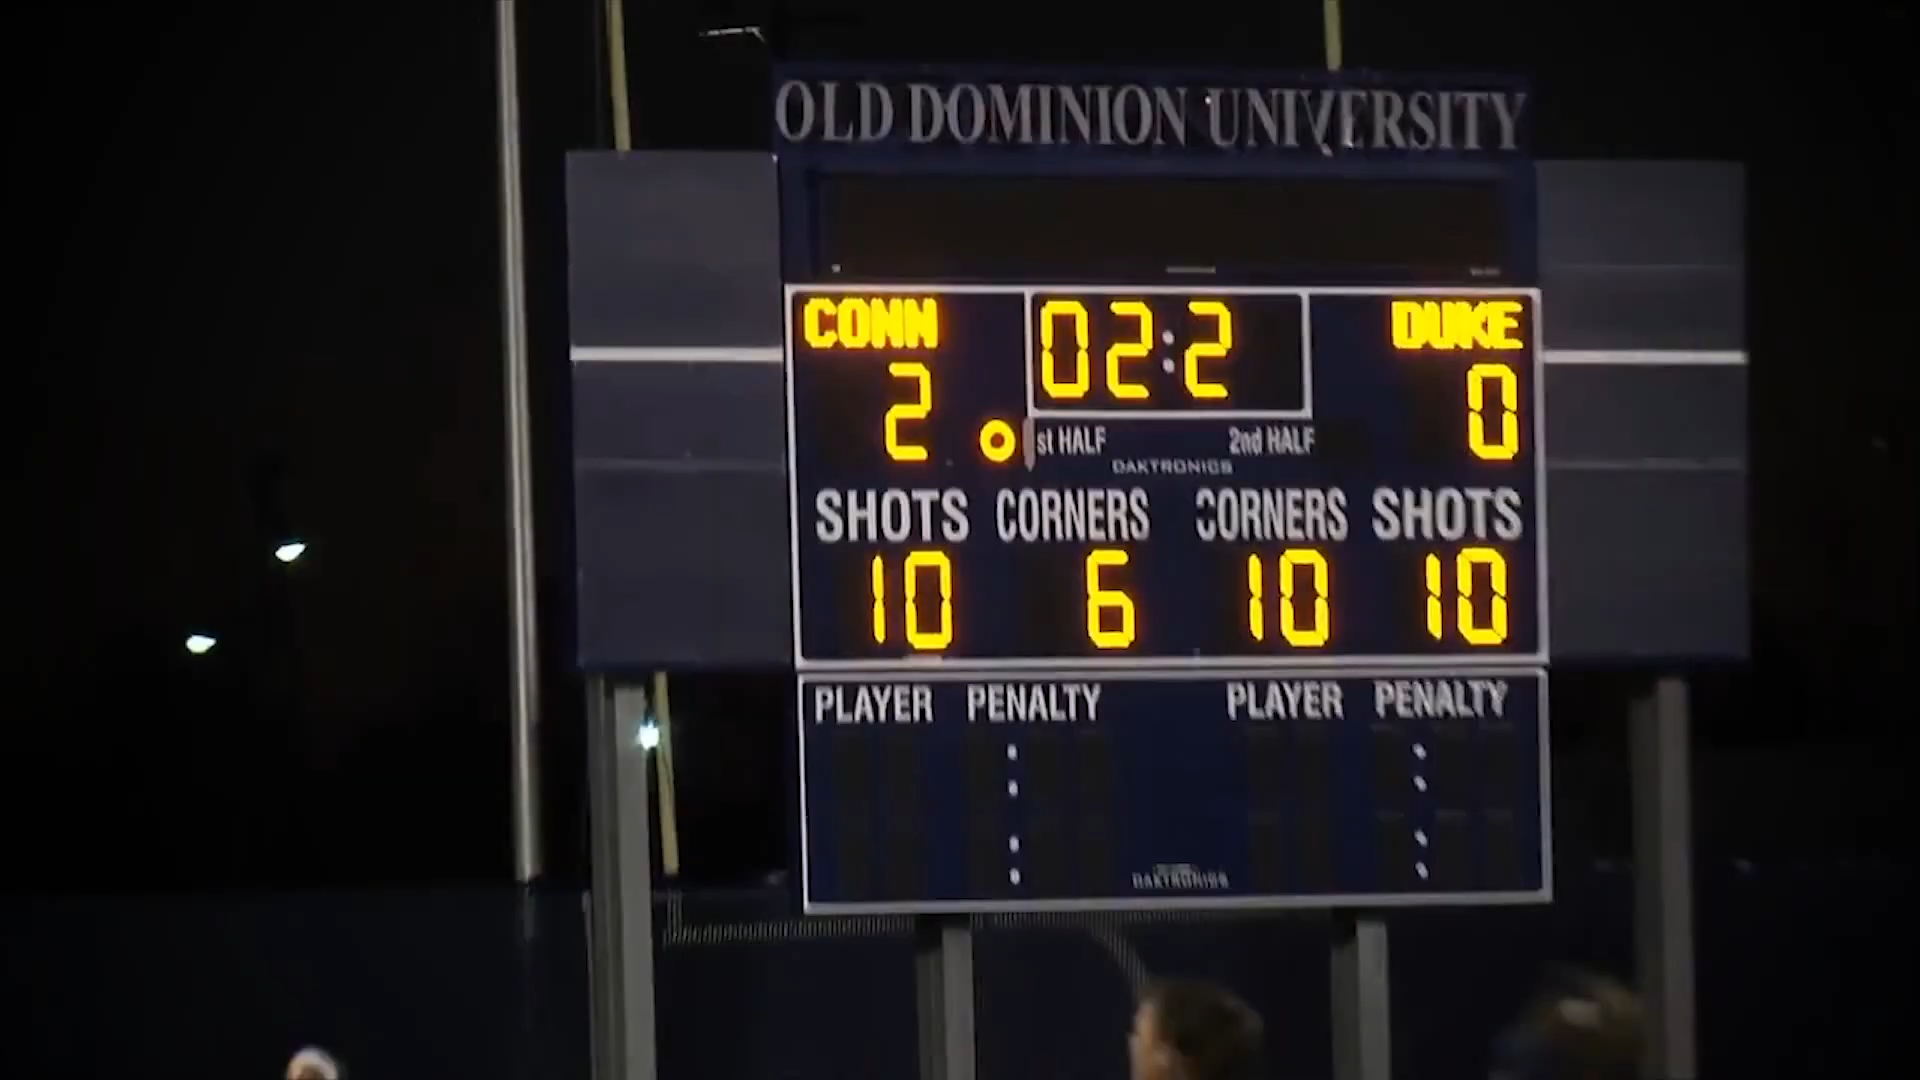 OLD DOMINION UNIVERSITY
CONN 02:2 DUKE
2 0
1st HALF 2nd HALF
DAKTRONICS
SHOTS CORNERS CORNERS SHOTS
10 6 10 10
PLAYER PENALTY PLAYER PENALTY
DAKTRONICS